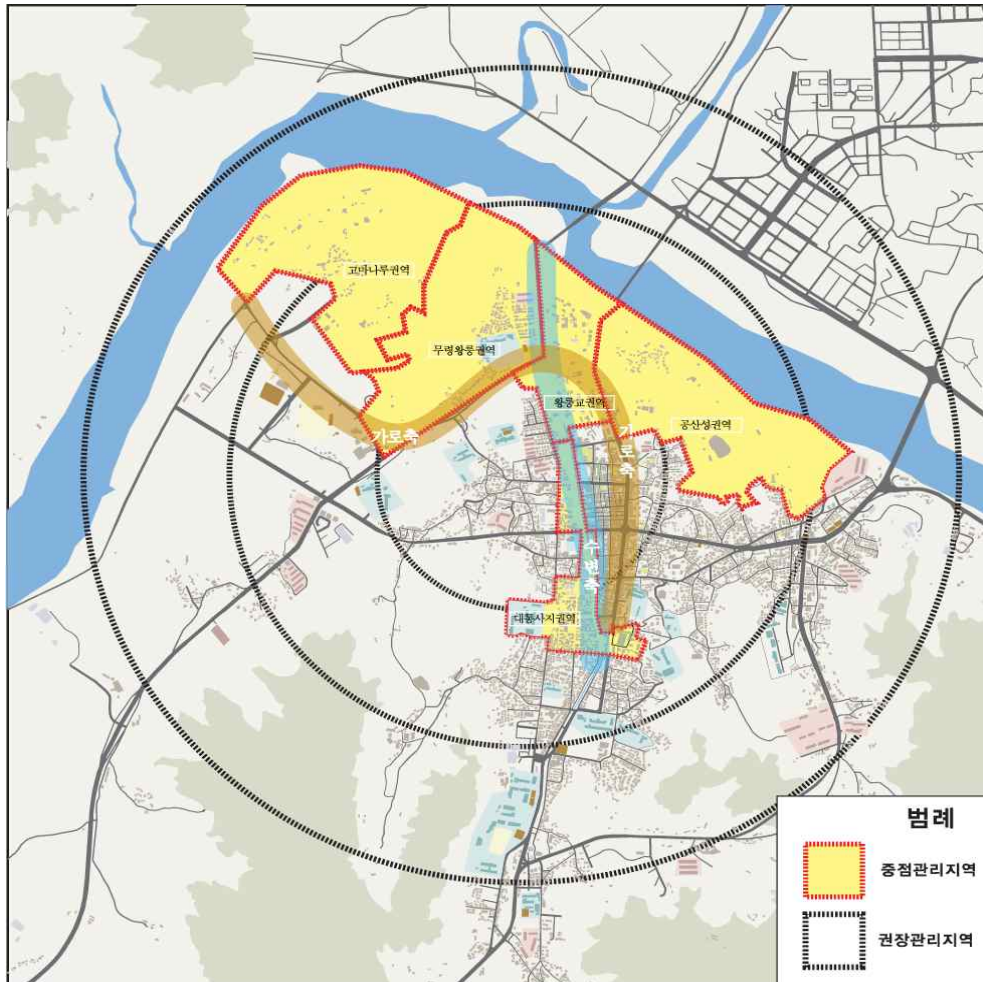 고마나루권역
무령왕릉권역
왕릉교권역
공산성권역
가로축
가로축
수변축
대통사지권역
범례
중점관리지역
권장관리지역